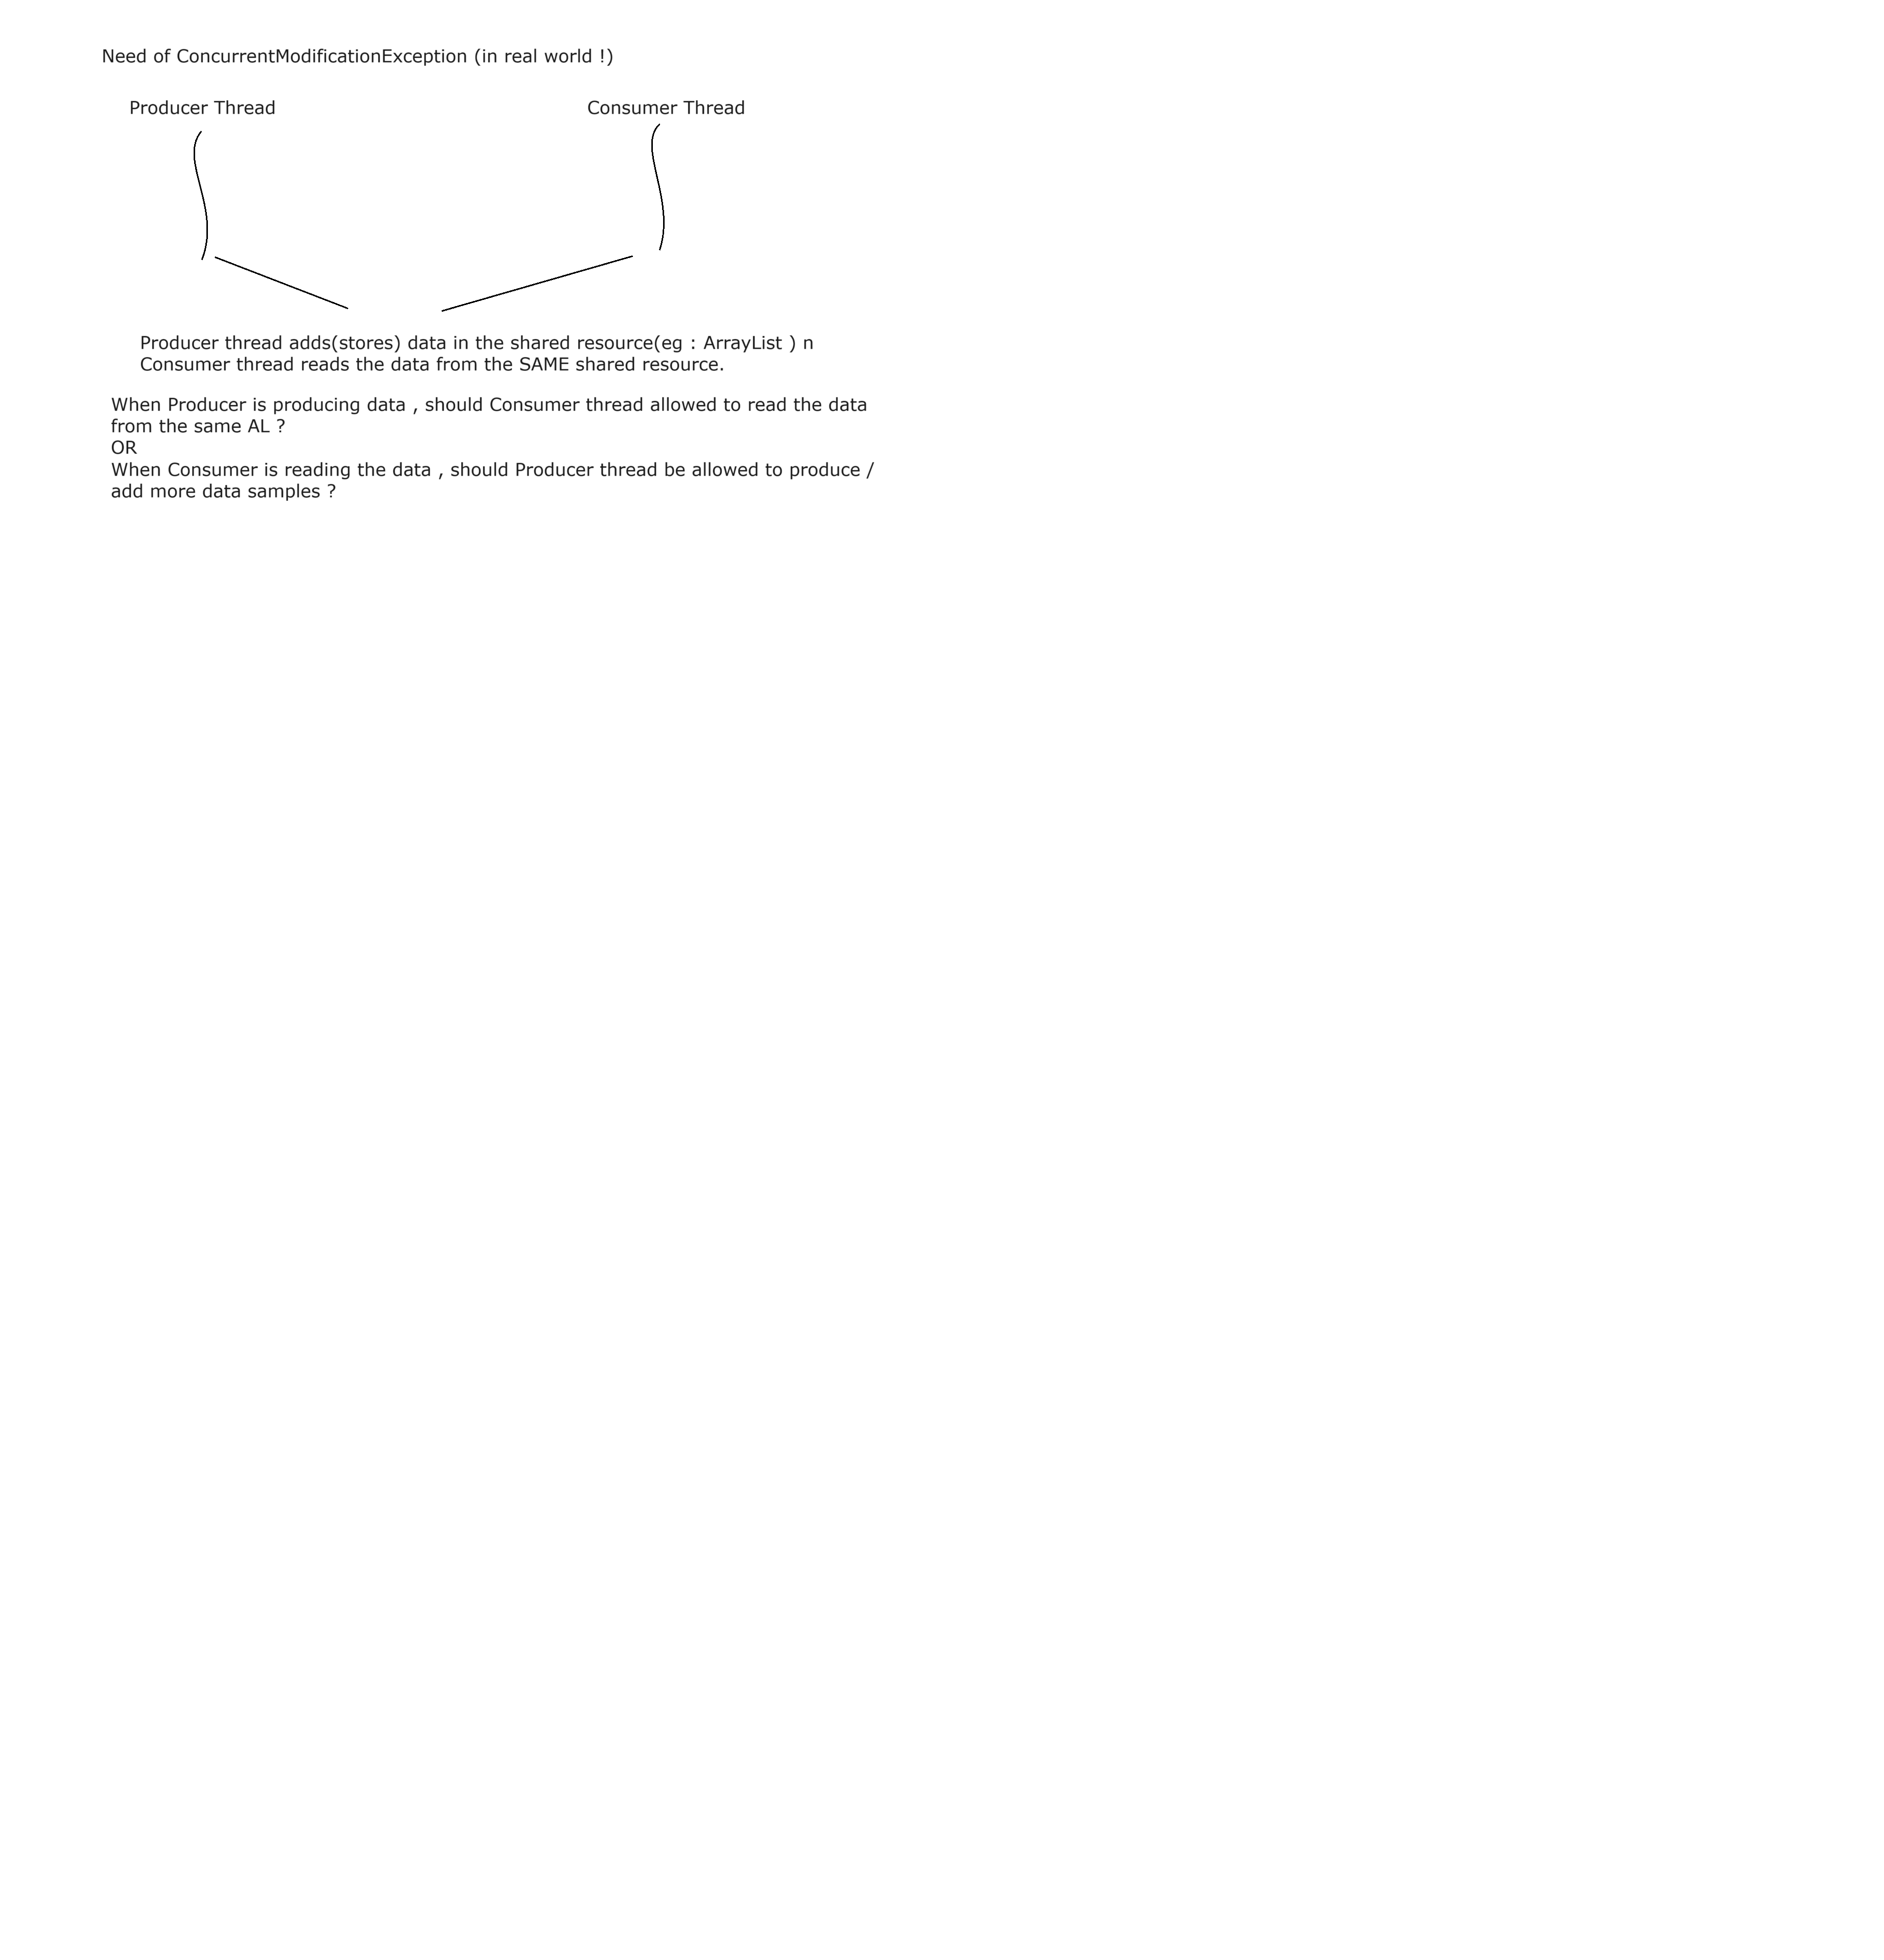 Need of ConcurrentModificationException (in real world !)
Producer Thread
Consumer Thread
Producer thread adds(stores) data in the shared resource(eg : ArrayList ) n
Consumer thread reads the data from the SAME shared resource.
When Producer is producing data , should Consumer thread allowed to read the data
from the same AL ?
OR
When Consumer is reading the data , should Producer thread be allowed to produce /
add more data samples ?